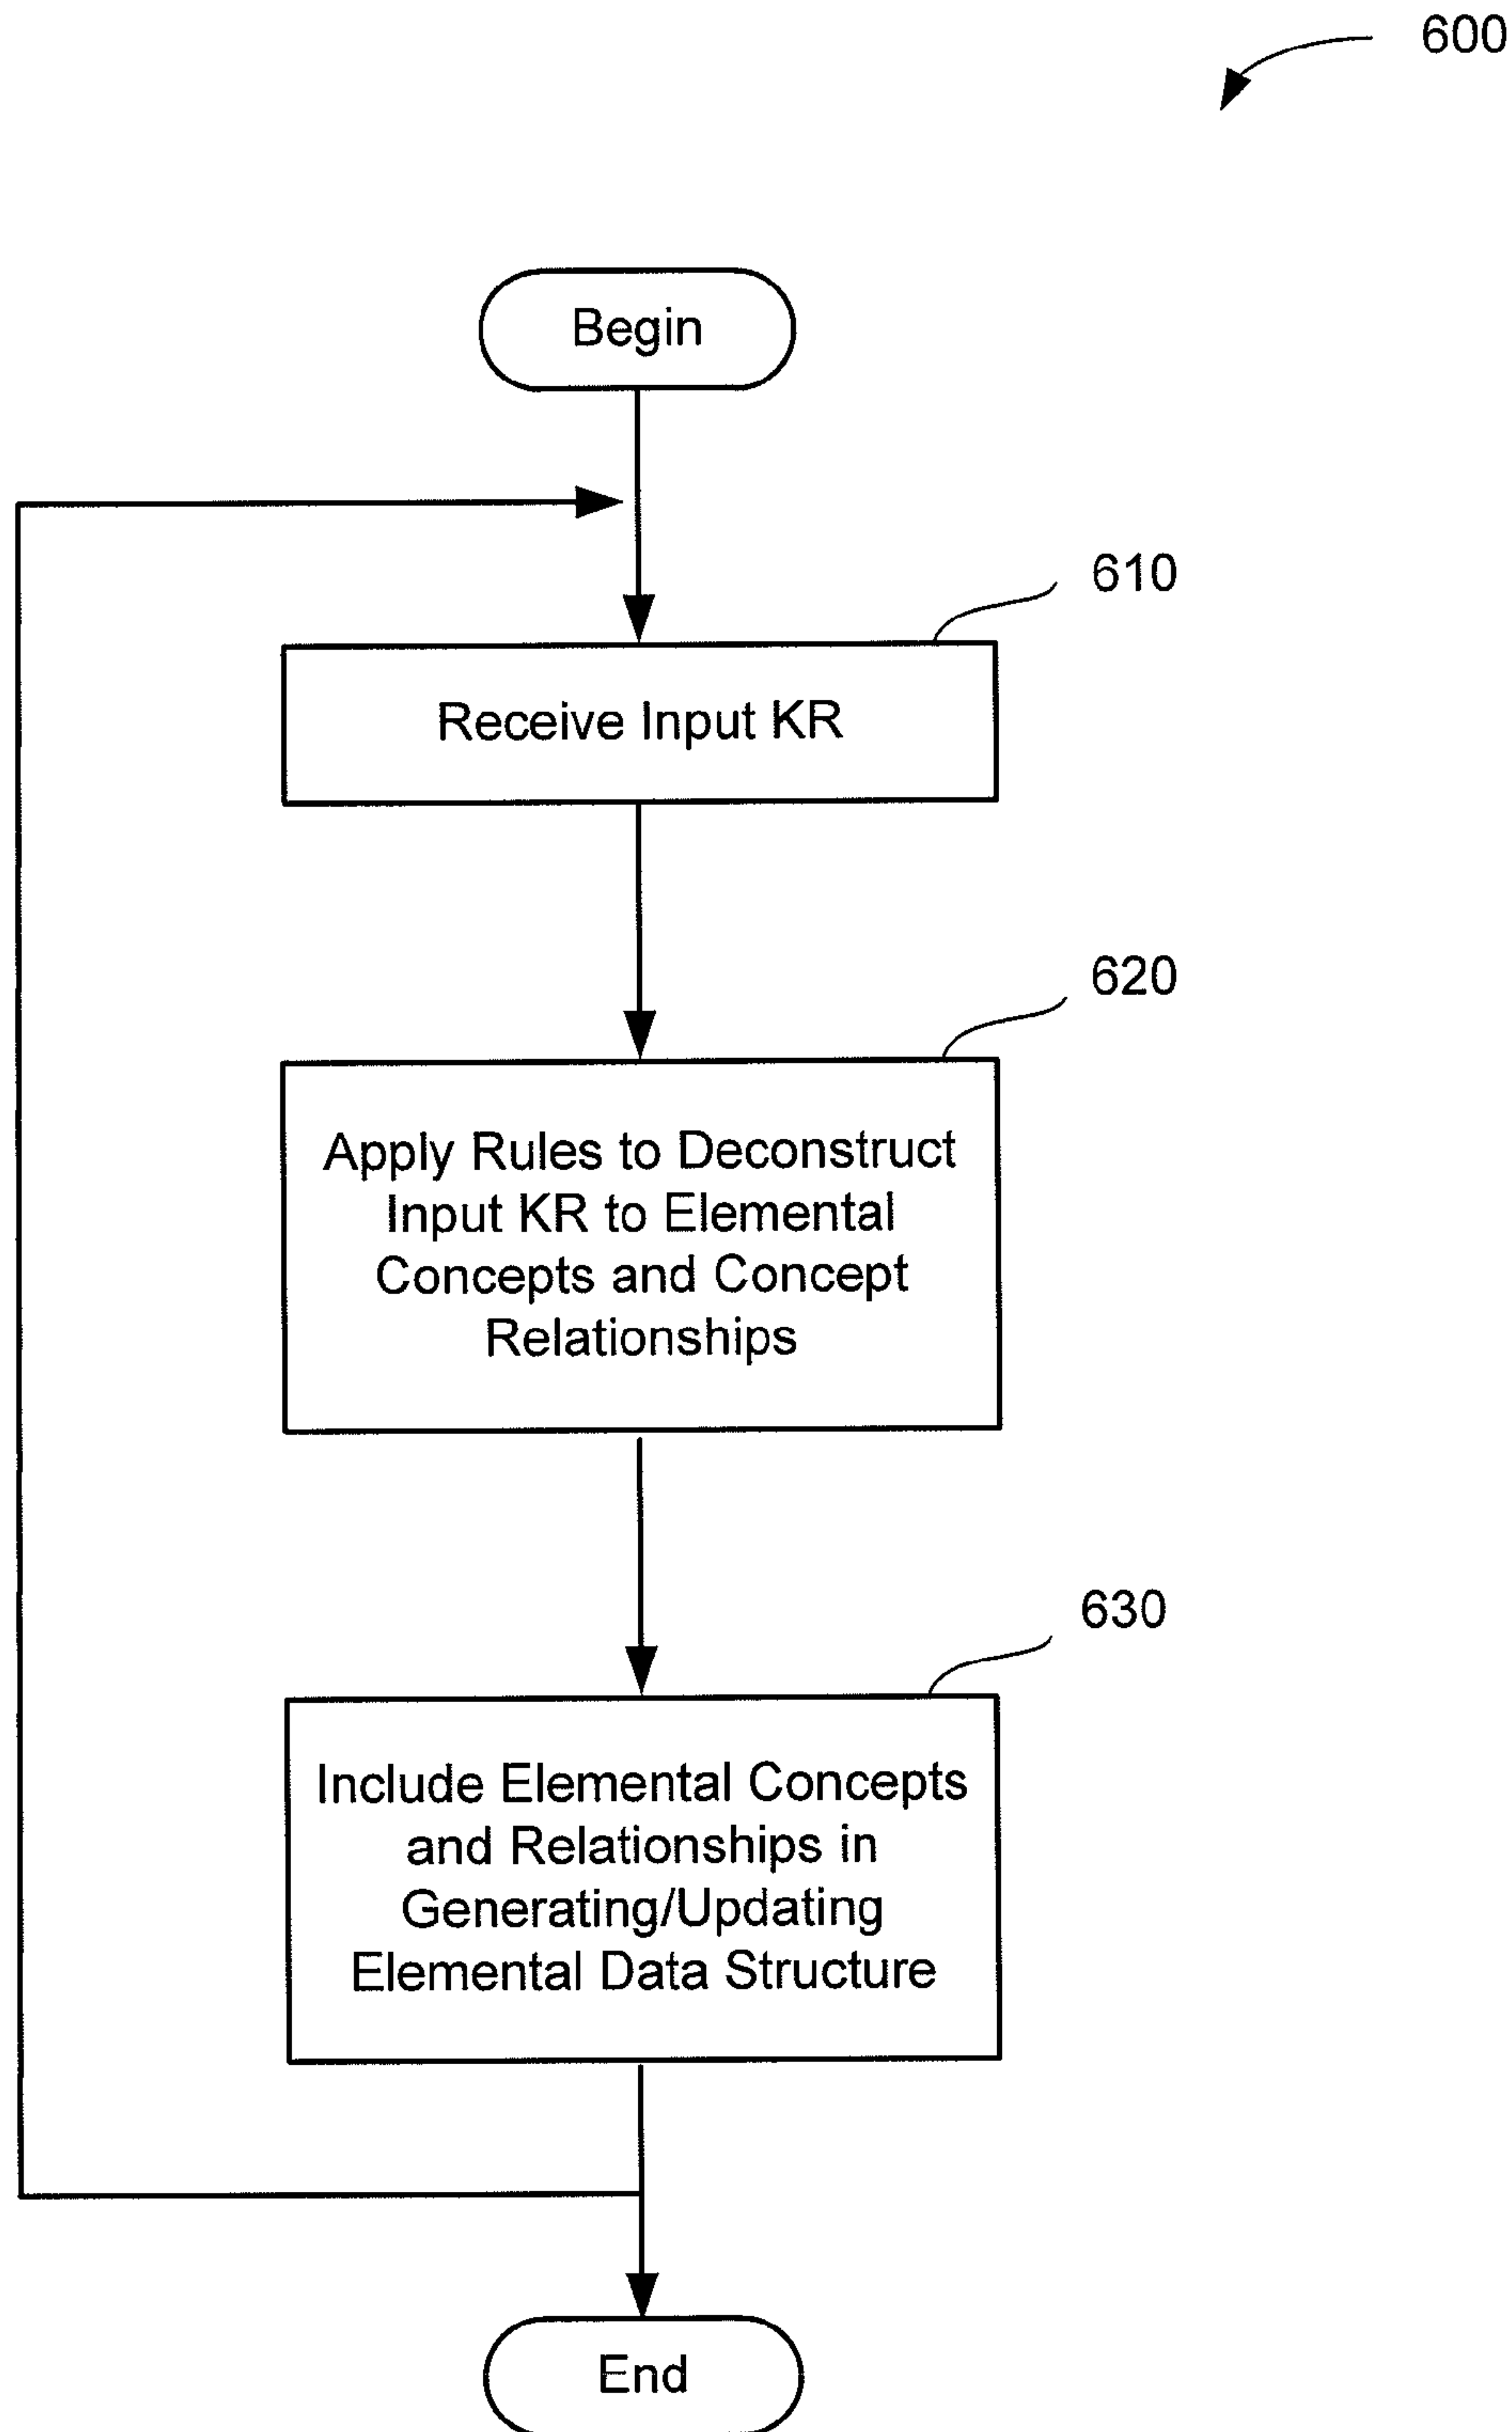 600
Begin
610
Receive Input KR
620
Apply Rules to Deconstruct
Input KR to Elemental
Concepts and Concept
Relationships
630
Include Elemental Concepts
and Relationships in
Generating/Updating
Elemental Data Structure
End